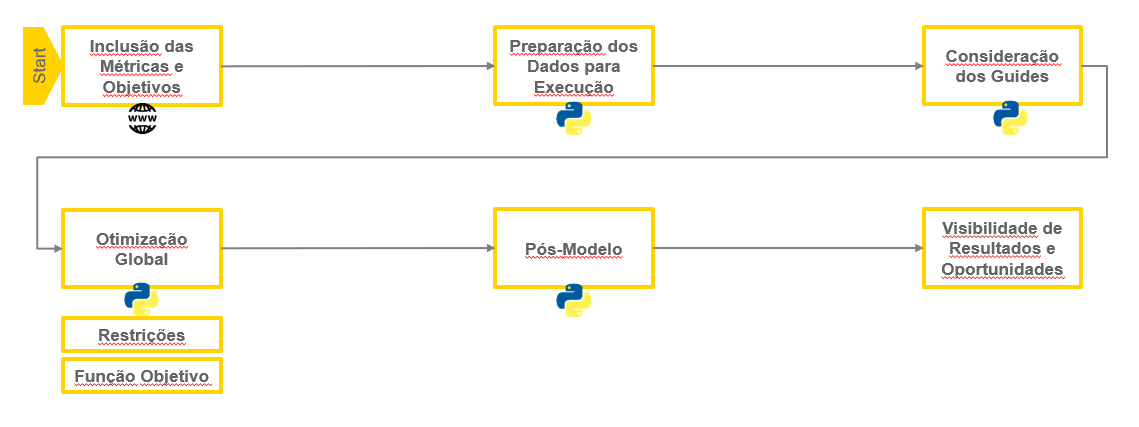 Start
Inclusão das
Métricas e
Objetivos
WWW
Preparação dos
Dados para
Execução
Consideração
dos Guides
Otimização
Global
Restrições
Função Objetivo
Pós-Modelo
Visibilidade de
Resultados e
Oportunidades